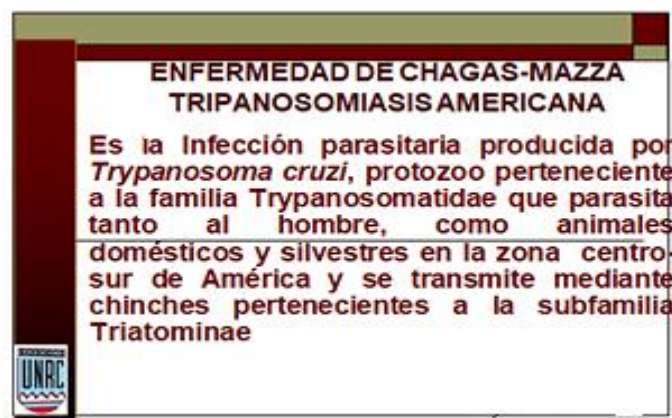 ENFERMEDAD DE CHAGAS-MAZZA
TRIPANOSOMIASIS AMERICANA
Es la Infección parasitaria producida por
Trypanosoma cruzi, protozoo perteneciente
a la familia Trypanosomatidae que parasita
tanto al hombre, como animales
domésticos y silvestres en la zona centro-
sur de América y se transmite mediante
chinches pertenecientes a la subfamilia
Triatominae
UNRC